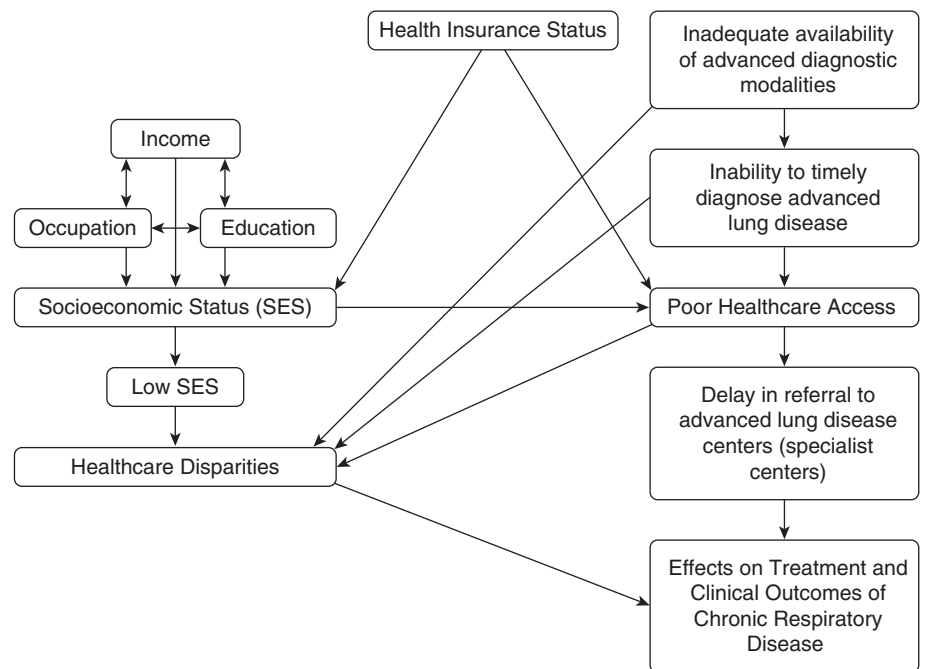 Health Insurance Status
Inadequate availability
of advanced diagnostic
modalities
Income
Inability to timely
diagnose advanced
lung disease
Occupation
Education
Socioeconomic Status (SES)
Poor Healthcare Access
Low SES
Delay in referral to
advanced lung disease
centers (specialist
centers)
Healthcare Disparities
Effects on Treatment and
Clinical Outcomes of
Chronic Respiratory
Disease